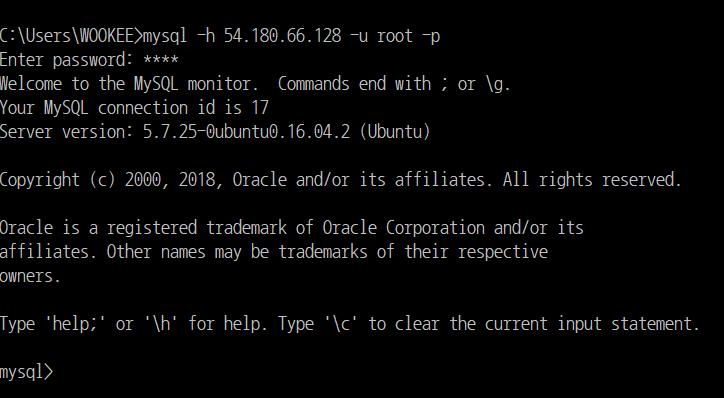 C:\Users\WOOKEE>mysql -h 54.180.66.128 -u root -p
Enter password: ****
Welcome to the MySQL monitor.  Commands end with ; or \g.
Your MySQL connection id is 17
Server version: 5.7.25-0ubuntu0.16.04.2 (Ubuntu)
Copyright (c) 2000, 2018, Oracle and/or its affiliates. All rights reserved.
Oracle is a registered trademark of Oracle Corporation and/or its
affiliates. Other names may be trademarks of their respective
owners.
Type 'help;' or '\h' for help. Type '\c' to clear the current input statement.
mysql>